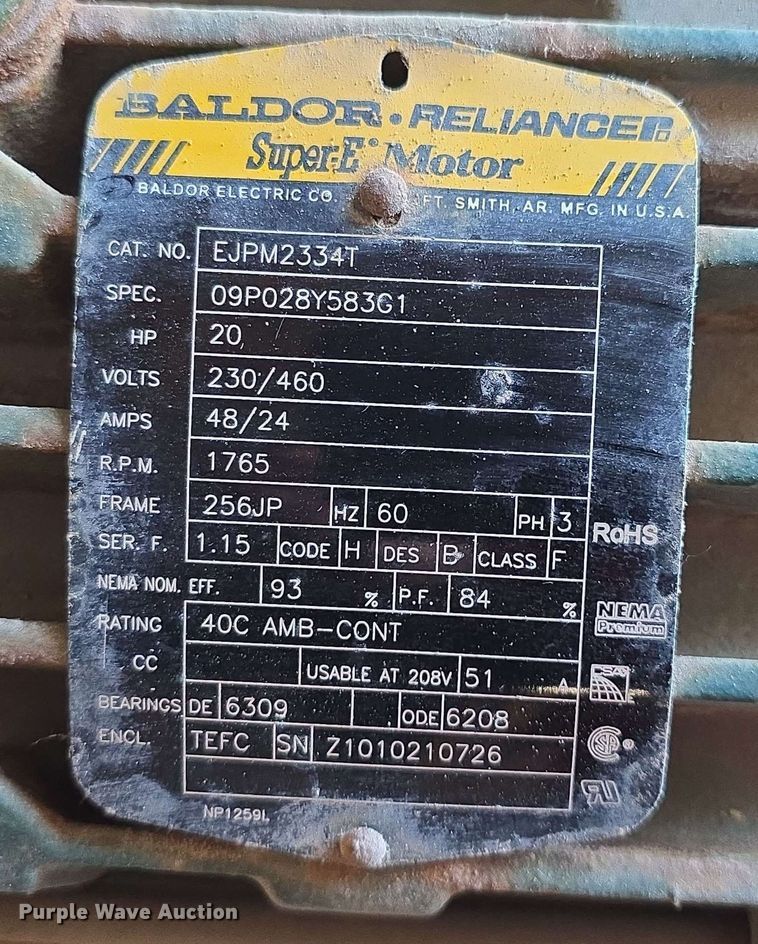 BALDOR • RELIANCER
Super-E Motor
BALDOR ELECTRIC CO. FT. SMITH, AR. MFG. IN U.S.A.
CAT. NO. EJPM2334T
SPEC. 09P028Y583G1
HP 20
VOLTS 230/460
AMPS 48/24
R.P.M. 1765
FRAME 256JP HZ 60 PH 3
RoHS
SER. F. 1.15 CODE H DES B CLASS F
NEMA NOM. EFF. 93 % P.F. 84 %
NEMA
Premium
RATING 40C AMB-CONT
CC USABLE AT 208V 51 A
BEARINGS DE 6309 ODE 6208
ENCL. TEFC SN Z1010210726
NP1259L
Purple Wave Auction